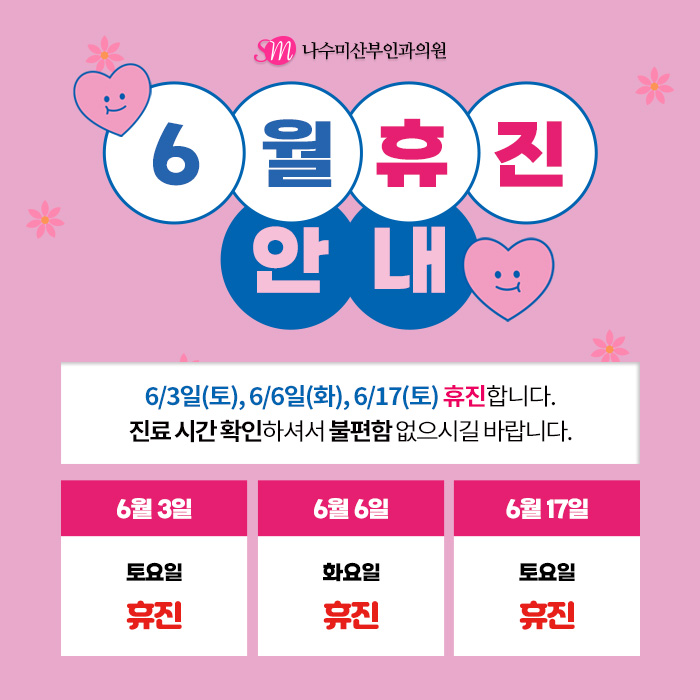 SM 나수미산부인과의원
6월휴진
안내
6/3일(토), 6/6일(화), 6/17(토) 휴진합니다.
진료 시간 확인하셔서 불편함 없으시길 바랍니다.
6월 3일
토요일
휴진
6월 6일
화요일
휴진
6월 17일
토요일
휴진